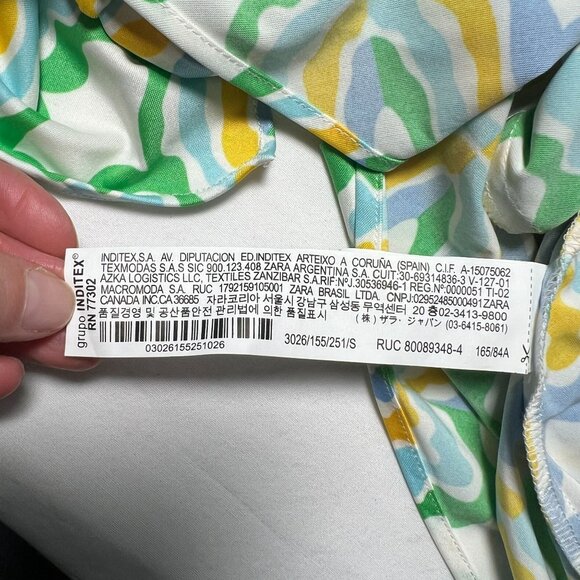 grupo INDITEX®
RN 77302
INDITEX,S.A. AV. DIPUTACION ED.INDITEX ARTEIXO A CORUÑA (SPAIN) C.I.F. A-15075062
TEXMODAS S.A.S SIC 900.123.408 ZARA ARGENTINA S.A. CUIT:30-69314836-3 V-127-01
AZKA LOGISTICS LLC, TEXTILES ZANZIBAR S.A.RIF:NºJ.30536946-1 REG.Nº:000051 TI-02
MACROMODA S.A. RUC 1792159105001 ZARA BRASIL LTDA. CNPJ:02952485000491ZARA
CANADA INC.CA:36685 자라코리아 서울시 강남구 삼성동 무역센터 20 층02-3413-9800
품질경영 및 공산품안전 관리법에 의한 품질표시 (株) ザラ・ジャパン (03-6415-8061)
03026155251026
3026/155/251/S
RUC 80089348-4
165/84A